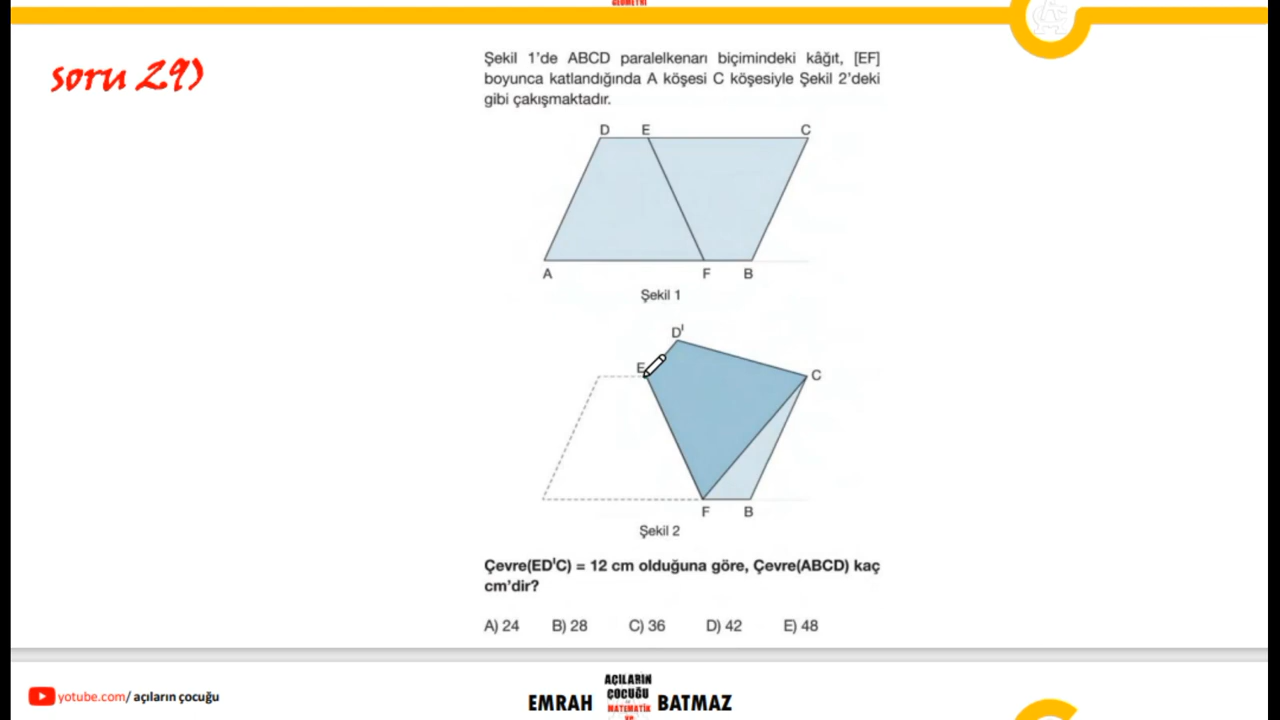 GEOMETRİ
soru 29)
Şekil 1'de ABCD paralelkenarı biçimindeki kâğıt, [EF]
boyunca katlandığında A köşesi C köşesiyle Şekil 2'deki
gibi çakışmaktadır.
D E C
A F B
Şekil 1
D'
E C
F B
Şekil 2
Çevre(ED'C) = 12 cm olduğuna göre, Çevre(ABCD) kaç
cm'dir?
A) 24 B) 28 C) 36 D) 42 E) 48
yotube.com/ açıların çocuğu
EMRAH
AÇILARIN
ÇOCUĞU
MATEMATİK
ve
BATMAZ